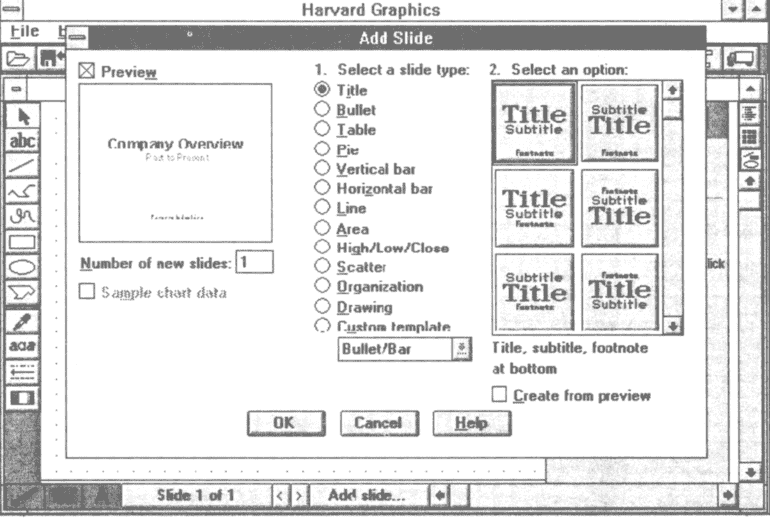 Harvard Graphics
File
Add Slide
Preview
Company Overview
Past to Present
1. Select a slide type:
Title
Bullet
Table
Pie
Vertical bar
Horizontal bar
Line
Area
High/Low/Close
Scatter
Organization
Drawing
Custom template
Bullet/Bar
2. Select an option:
Title
Subtitle
Footnote
Subtitle
Title
Title
Subtitle
Footnote
Footnote
Subtitle
Title
Subtitle
Title
Footnote
Footnote
Title
Subtitle
Title, subtitle, footnote
at bottom
Create from preview
Number of new slides: 1
Sample chart data
OK
Cancel
Help
abc
lick
Slide 1 of 1
< >
Add slide...